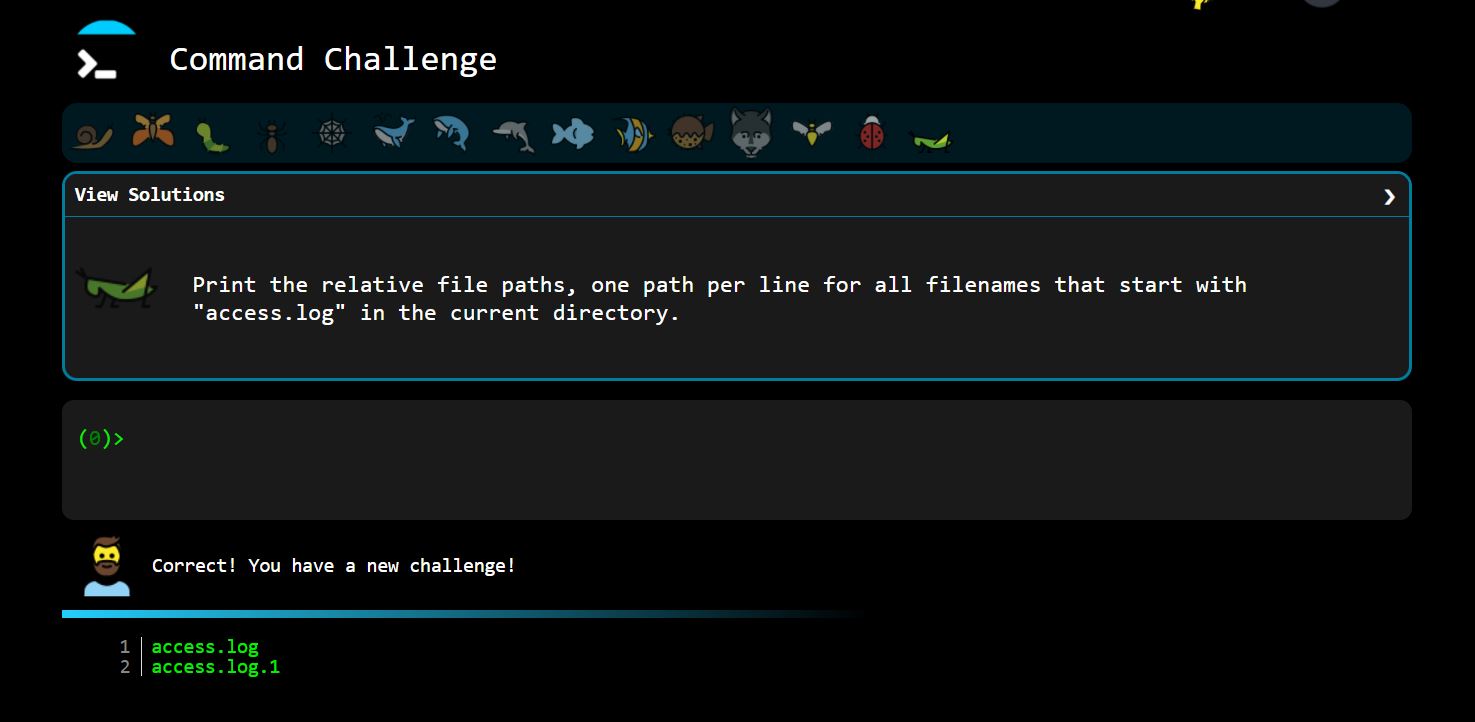 Command Challenge
View Solutions
❯
Print the relative file paths, one path per line for all filenames that start with
"access.log" in the current directory.
(0)>
Correct! You have a new challenge!
1 access.log
2 access.log.1